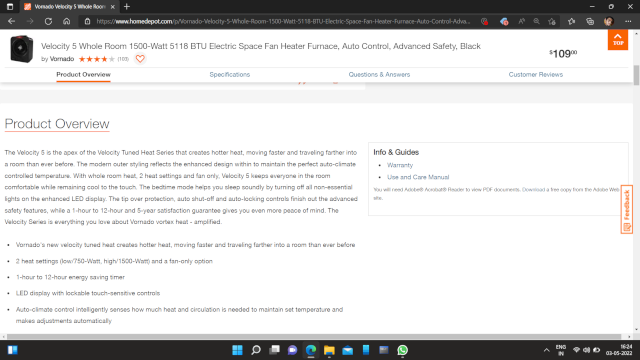 Vornado Velocity 5 Whole Room
https://www.homedepot.com/p/Vornado-Velocity-5-Whole-Room-1500-Watt-5118-BTU-Electric-Space-Fan-Heater-Furnace-Auto-Control-Adva...
Velocity 5 Whole Room 1500-Watt 5118 BTU Electric Space Fan Heater Furnace, Auto Control, Advanced Safety, Black
by Vornado (103)
$109.00
TOP
Product Overview Specifications Questions & Answers Customer Reviews
Product Overview
The Velocity 5 is the apex of the Velocity Tuned Heat Series that creates hotter heat, moving faster and traveling farther into
a room than ever before. The modern outer styling reflects the enhanced design within to maintain the perfect auto-climate
controlled temperature. With whole room heat, 2 heat settings and fan only, Velocity 5 keeps everyone in the room
comfortable while remaining cool to the touch. The bedtime mode helps you sleep soundly by turning off all non-essential
lights on the enhanced LED display. The tip over protection, auto shut-off and auto-locking controls finish out the advanced
safety features, while a 1-hour to 12-hour and 5-year satisfaction guarantee gives you even more peace of mind. The
Velocity Series is everything you love about Vornado vortex heat - amplified.
• Vornado's new velocity tuned heat creates hotter heat, moving faster and traveling farther into a room than ever before
• 2 heat settings (low/750-Watt, high/1500-Watt) and a fan-only option
• 1-hour to 12-hour energy saving timer
• LED display with lockable touch-sensitive controls
• Auto-climate control intelligently senses how much heat and circulation is needed to maintain set temperature and
makes adjustments automatically
Info & Guides
• Warranty
• Use and Care Manual
You will need Adobe® Acrobat® Reader to view PDF documents. Download a free copy from the Adobe Web
site.
Feedback
ENG
IN
16:24
03-05-2022